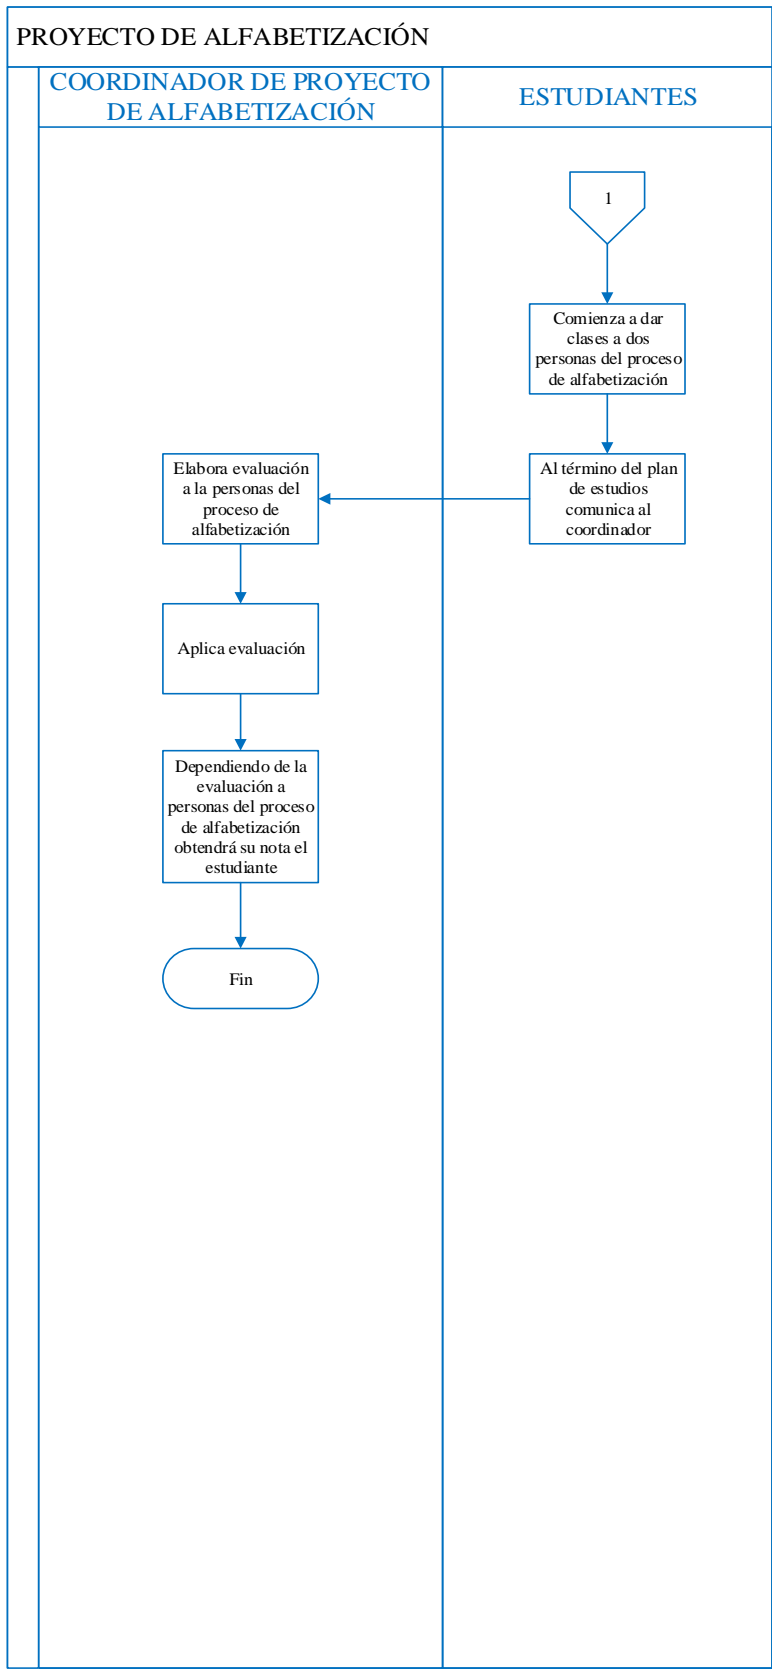 PROYECTO DE ALFABETIZACIÓN
COORDINADOR DE PROYECTO
DE ALFABETIZACIÓN
ESTUDIANTES
1
Comienza a dar
clases a dos
personas del proceso
de alfabetización
Al término del plan
de estudios
comunica al
coordinador
Elabora evaluación
a la personas del
proceso de
alfabetización
Aplica evaluación
Dependiendo de la
evaluación a
personas del proceso
de alfabetización
obtendrá su nota el
estudiante
Fin